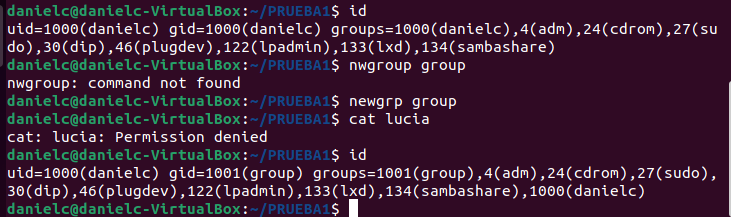 danielc@danielc-VirtualBox:~/PRUEBA1$ id
uid=1000(danielc) gid=1000(danielc) groups=1000(danielc),4(adm),24(cdrom),27(su
do),30(dip),46(plugdev),122(lpadmin),133(lxd),134(sambashare)
danielc@danielc-VirtualBox:~/PRUEBA1$ nwgroup group
nwgroup: command not found
danielc@danielc-VirtualBox:~/PRUEBA1$ newgrp group
danielc@danielc-VirtualBox:~/PRUEBA1$ cat lucia
cat: lucia: Permission denied
danielc@danielc-VirtualBox:~/PRUEBA1$ id
uid=1000(danielc) gid=1001(group) groups=1001(group),4(adm),24(cdrom),27(sudo),
30(dip),46(plugdev),122(lpadmin),133(lxd),134(sambashare),1000(danielc)
danielc@danielc-VirtualBox:~/PRUEBA1$